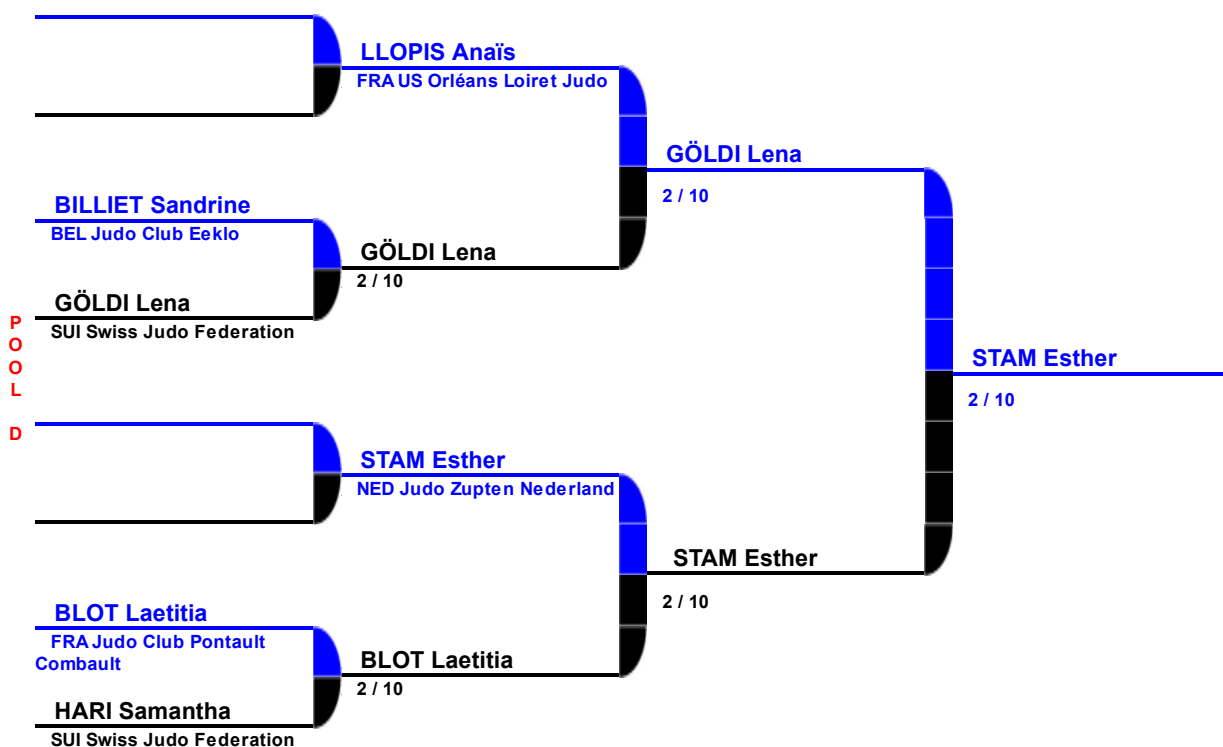 LLOPIS Anaïs
FRA US Orléans Loiret Judo
GÖLDI Lena
2 / 10
BILLIET Sandrine
BEL Judo Club Eeklo
GÖLDI Lena
2 / 10
GÖLDI Lena
SUI Swiss Judo Federation
POOL D
STAM Esther
2 / 10
STAM Esther
NED Judo Zupten Nederland
STAM Esther
2 / 10
BLOT Laetitia
FRA Judo Club Pontault
Combault
BLOT Laetitia
2 / 10
HARI Samantha
SUI Swiss Judo Federation